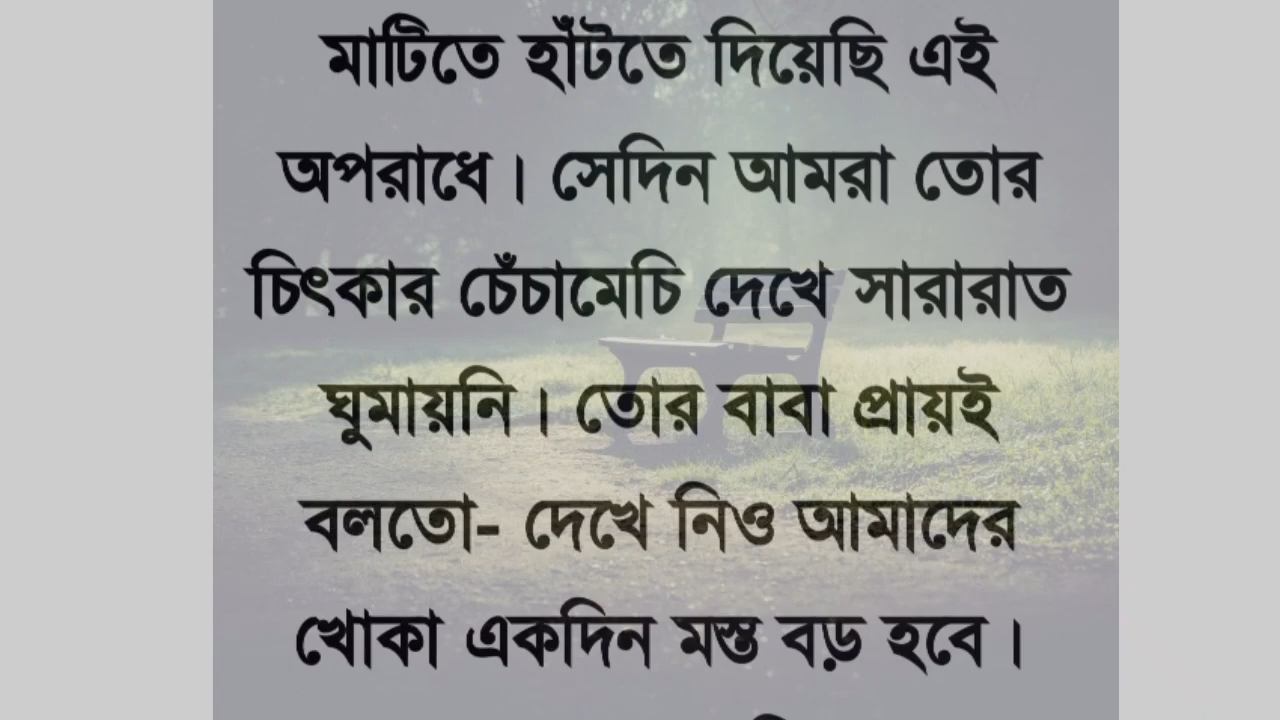 মাটিতে হাঁটতে দিয়েছি এই
অপরাধে। সেদিন আমরা তোর
চিৎকার চেঁচামেচি দেখে সারারাত
ঘুমায়নি। তোর বাবা প্রায়ই
বলতো- দেখে নিও আমাদের
খোকা একদিন মস্ত বড় হবে।